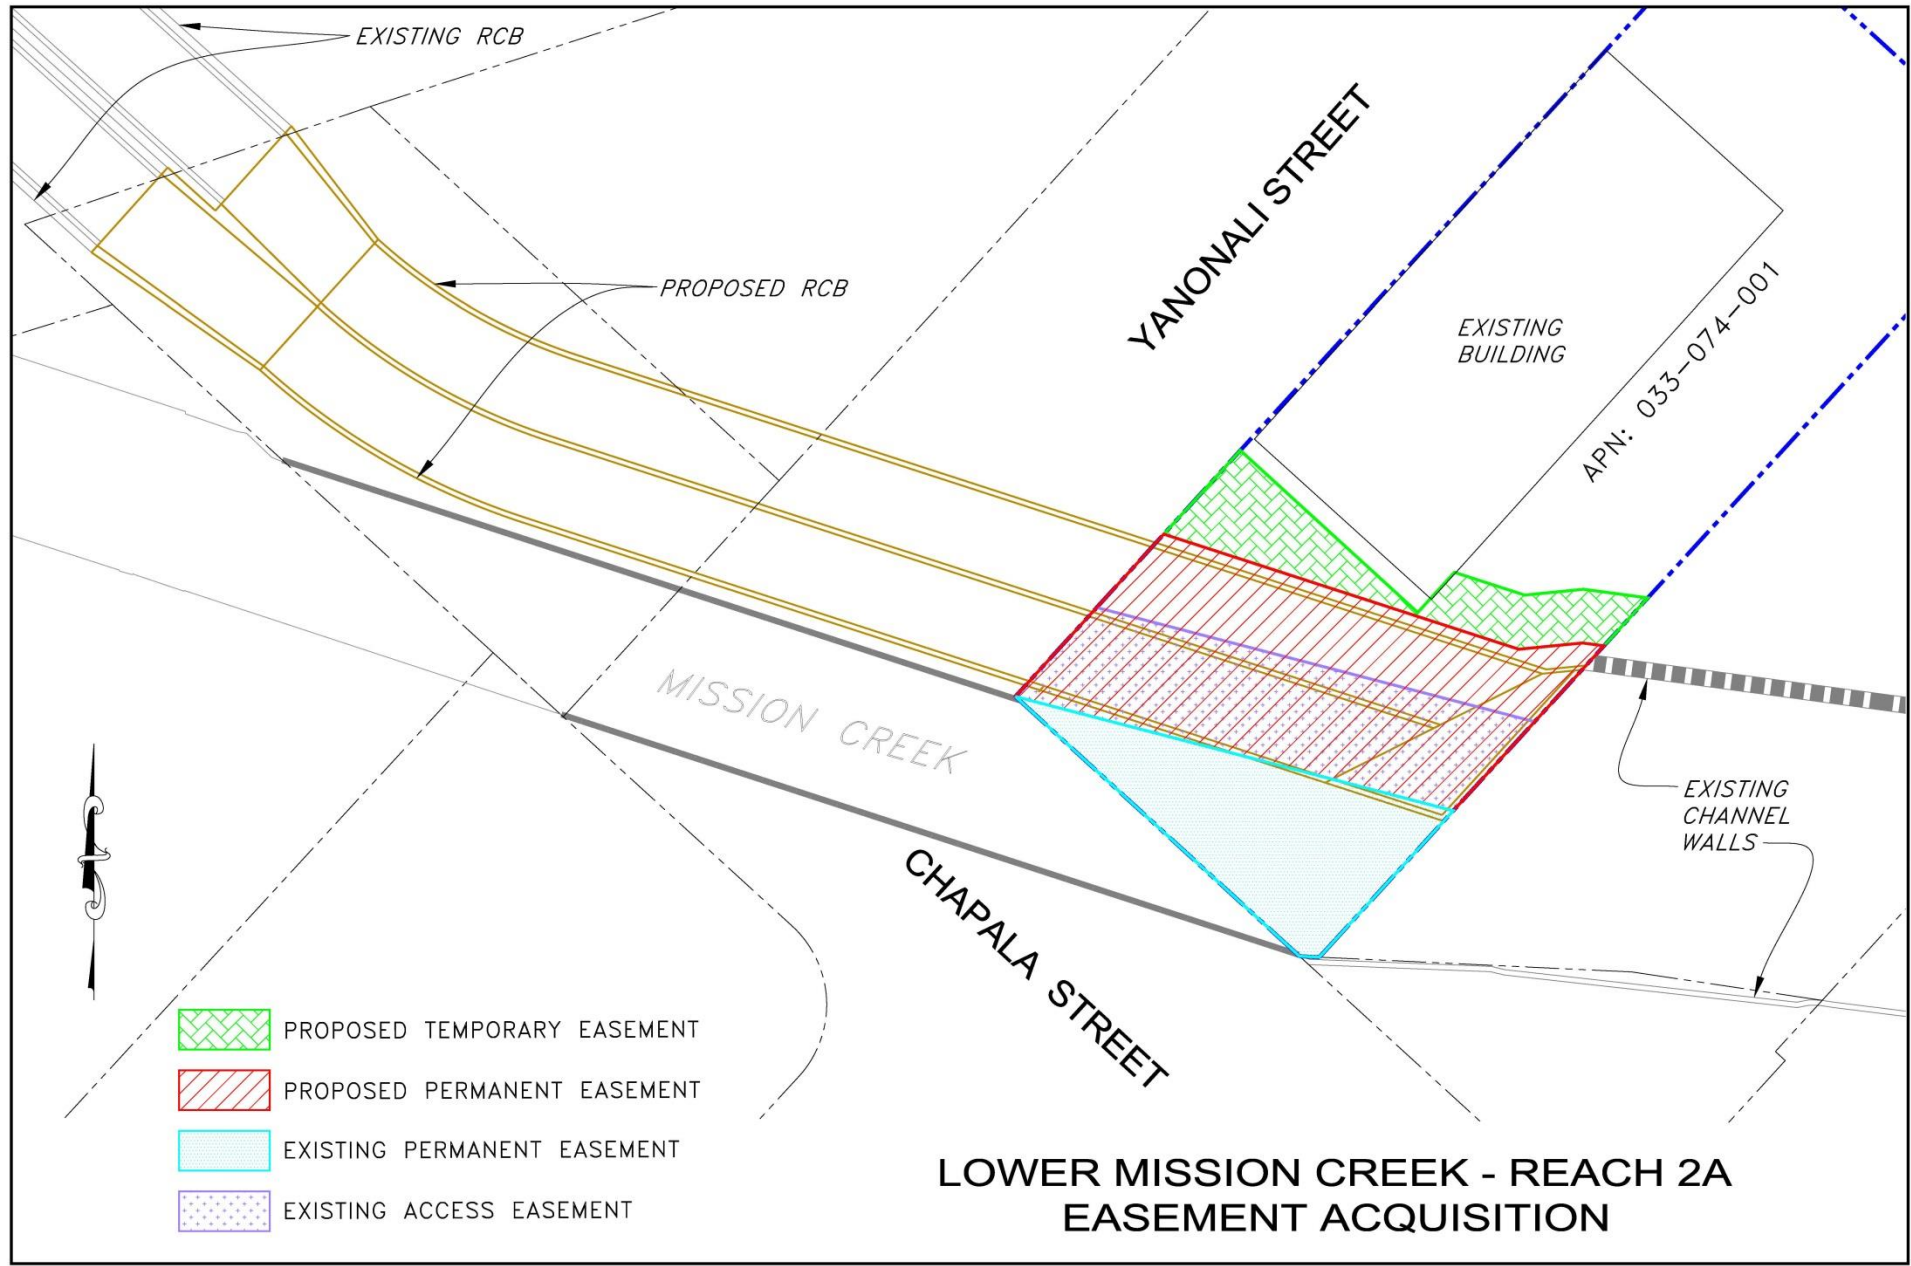 EXISTING RCB
PROPOSED RCB
YANONALI STREET
EXISTING
BUILDING
APN: 033-074-001
MISSION CREEK
EXISTING
CHANNEL
WALLS
CHAPALA STREET
PROPOSED TEMPORARY EASEMENT
PROPOSED PERMANENT EASEMENT
EXISTING PERMANENT EASEMENT
EXISTING ACCESS EASEMENT
LOWER MISSION CREEK - REACH 2A
EASEMENT ACQUISITION